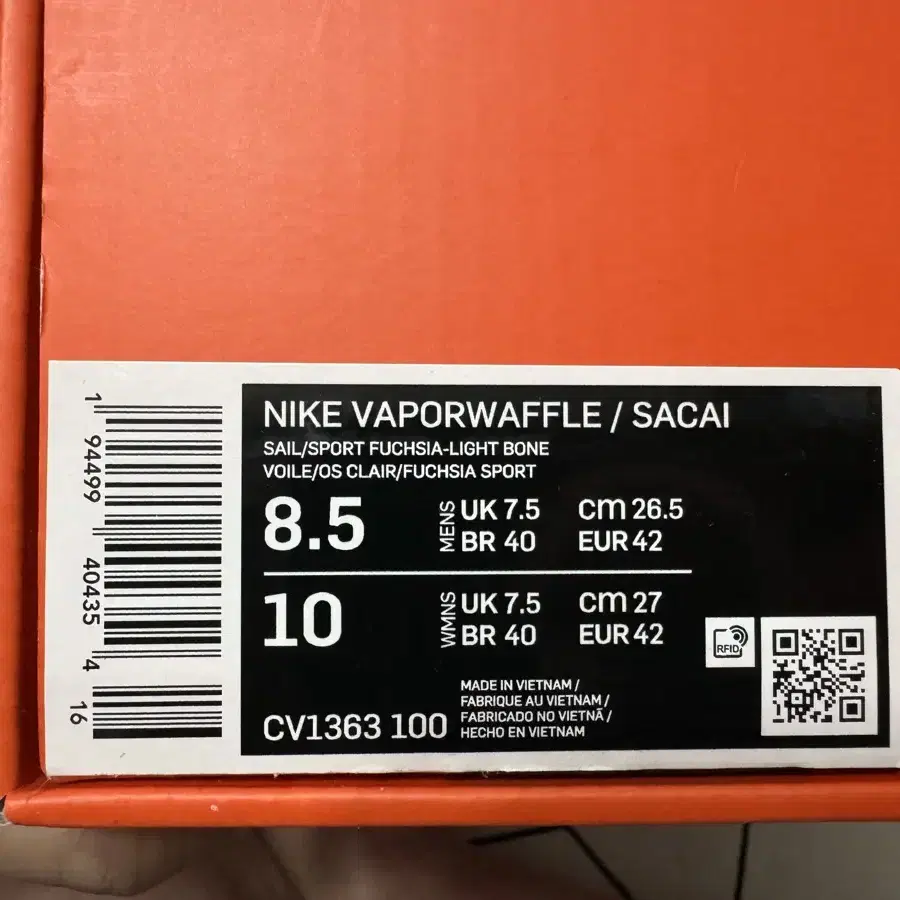 NIKE VAPORWAFFLE / SACAI
SAIL/SPORT FUCHSIA-LIGHT BONE
VOILE/OS CLAIR/FUCHSIA SPORT
8.5 MENS UK 7.5 CM 26.5
BR 40 EUR 42
10 WMNS UK 7.5 CM 27
BR 40 EUR 42
RFID
MADE IN VIETNAM /
FABRIQUE AU VIETNAM /
FABRICADO NO VIETNÃ /
HECHO EN VIETNAM
CV1363 100
1 94499 40435 4 16